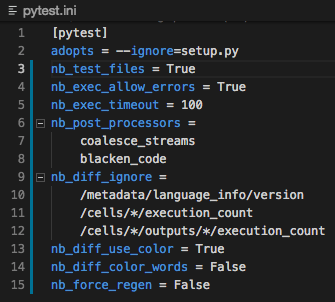 pytest.ini
1 [pytest]
2 adopts = --ignore=setup.py
3 nb_test_files = True
4 nb_exec_allow_errors = True
5 nb_exec_timeout = 100
6 nb_post_processors =
7 coalesce_streams
8 blacken_code
9 nb_diff_ignore =
10 /metadata/language_info/version
11 /cells/*/execution_count
12 /cells/*/outputs/*/execution_count
13 nb_diff_use_color = True
14 nb_diff_color_words = False
15 nb_force_regen = False